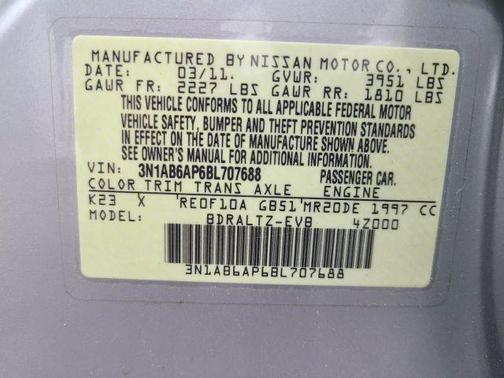 MANUFACTURED BY NISSAN MOTOR CO., LTD.
DATE: 03/11. GVWR: 3951 LBS
GAWR FR: 2227 LBS GAWR RR: 1810 LBS
THIS VEHICLE CONFORMS TO ALL APPLICABLE FEDERAL MOTOR
VEHICLE SAFETY, BUMPER AND THEFT PREVENTION STANDARDS
IN EFFECT ON THE DATE OF MANUFACTURE SHOWN ABOVE.
SEE OWNER'S MANUAL FOR ADDITIONAL INFORMATION.
VIN: 3N1AB6AP6BL707688 PASSENGER CAR.
COLOR TRIM TRANS AXLE ENGINE
K23 X RE0F10A GB51 MR20DE 1997 CC
MODEL: BDRALTZ-EVB 4Z000
3N1AB6AP6BL707688